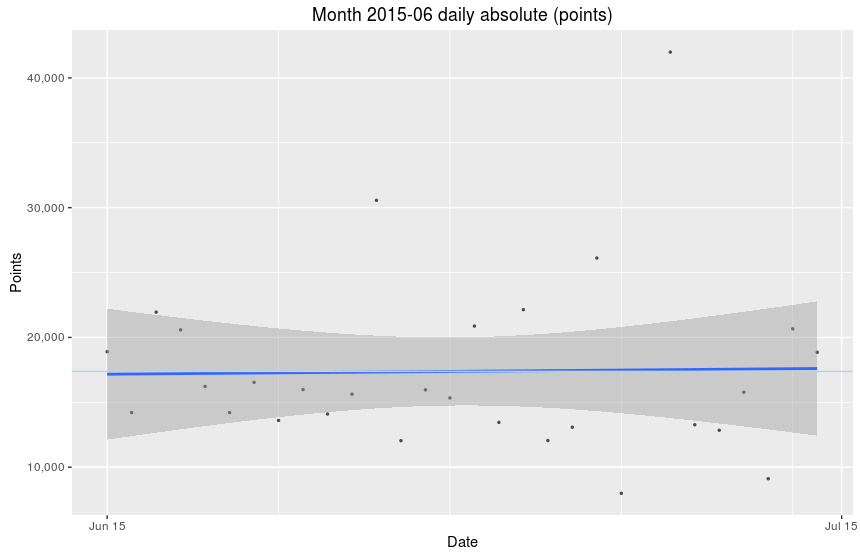 Month 2015-06 daily absolute (points)
Points
40,000
30,000
20,000
10,000
Jun 15
Jul 15
Date